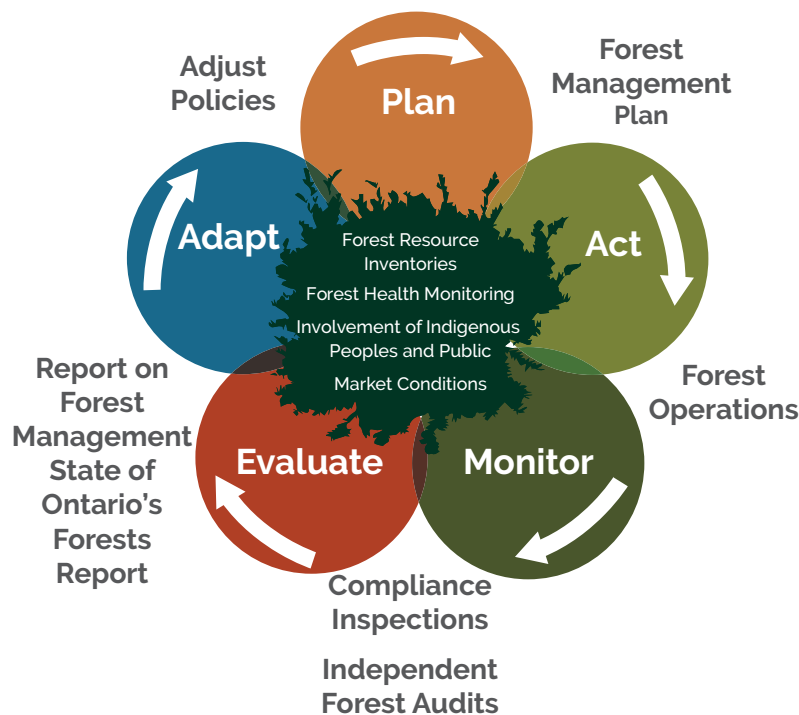 Plan
Forest
Management
Plan
Act
Forest
Operations
Monitor
Compliance
Inspections
Independent
Forest Audits
Evaluate
Report on
Forest
Management
State of
Ontario’s
Forests
Report
Adapt
Adjust
Policies
Forest Resource
Inventories
Forest Health Monitoring
Involvement of Indigenous
Peoples and Public
Market Conditions